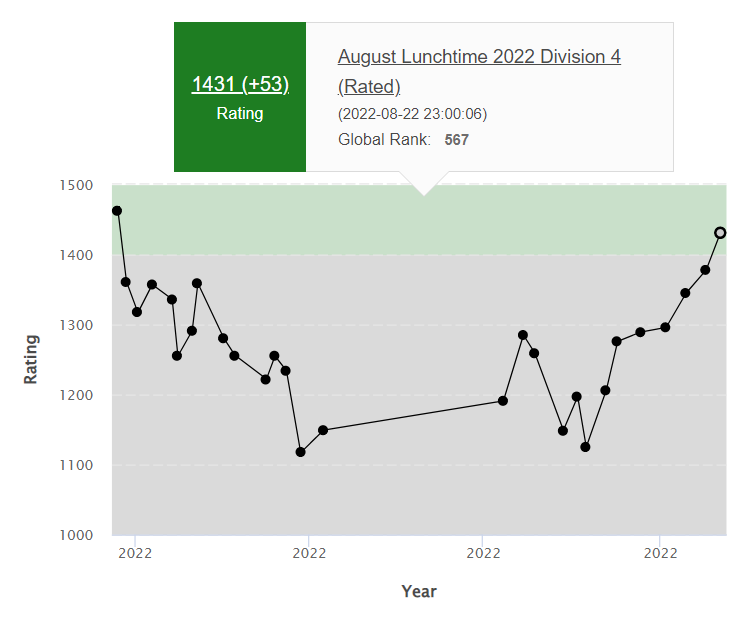 1431 (+53)
Rating
August Lunchtime 2022 Division 4
(Rated)
(2022-08-22 23:00:06)
Global Rank: 567
1500
1400
1300
1200
1100
1000
Rating
2022 2022 2022 2022
Year